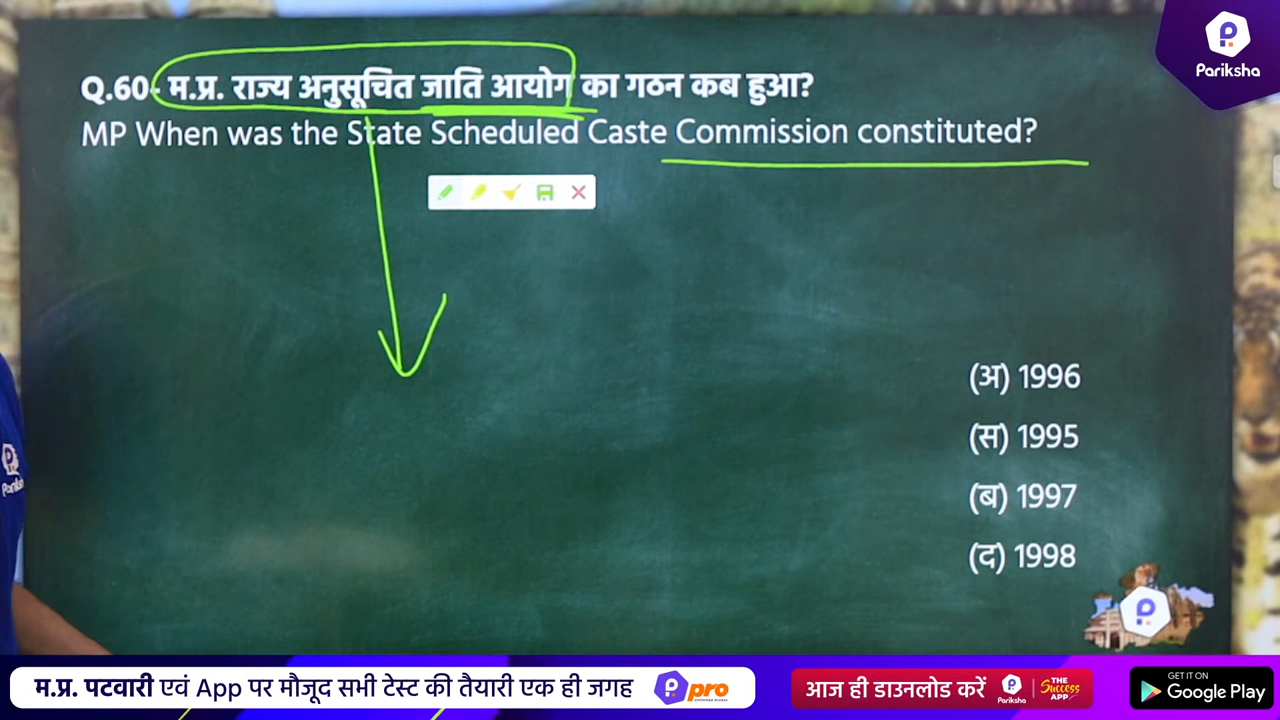 Pariksha
Q.60- म.प्र. राज्य अनुसूचित जाति आयोग का गठन कब हुआ?
MP When was the State Scheduled Caste Commission constituted?
(अ) 1996
(स) 1995
(ब) 1997
(द) 1998
म.प्र. पटवारी एवं App पर मौजूद सभी टेस्ट की तैयारी एक ही जगह
pro
आज ही डाउनलोड करें
Pariksha
THE Success APP
GET IT ON
Google Play